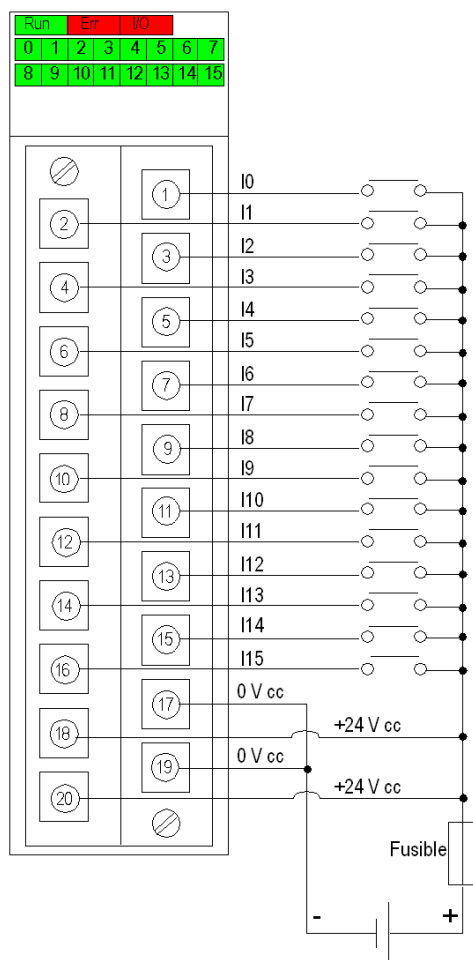 Run Err I/O
0 1 2 3 4 5 6 7
8 9 10 11 12 13 14 15
1 I0
2 I1
3 I2
4 I3
5 I4
6 I5
7 I6
8 I7
9 I8
10 I9
11 I10
12 I11
13 I12
14 I13
15 I14
16 I15
17 0 V cc
18 +24 V cc
19 0 V cc
20 +24 V cc
Fusible
- +